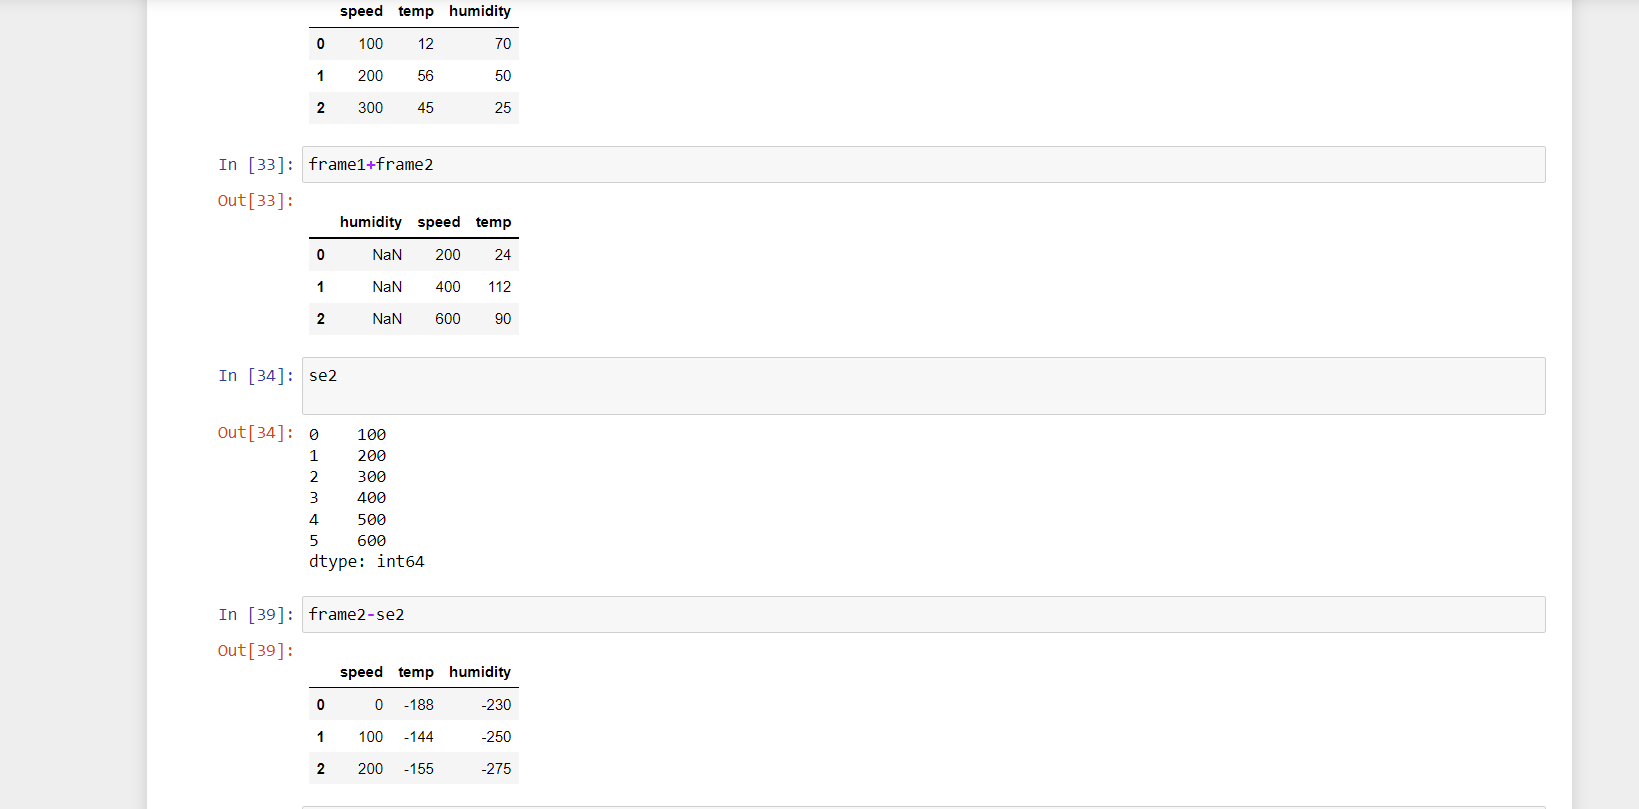 speed temp humidity
0 100 12 70
1 200 56 50
2 300 45 25
In [33]: frame1+frame2
Out[33]:
humidity speed temp
0 NaN 200 24
1 NaN 400 112
2 NaN 600 90
In [34]: se2
Out[34]: 0 100
1 200
2 300
3 400
4 500
5 600
dtype: int64
In [39]: frame2-se2
Out[39]:
speed temp humidity
0 0 -188 -230
1 100 -144 -250
2 200 -155 -275